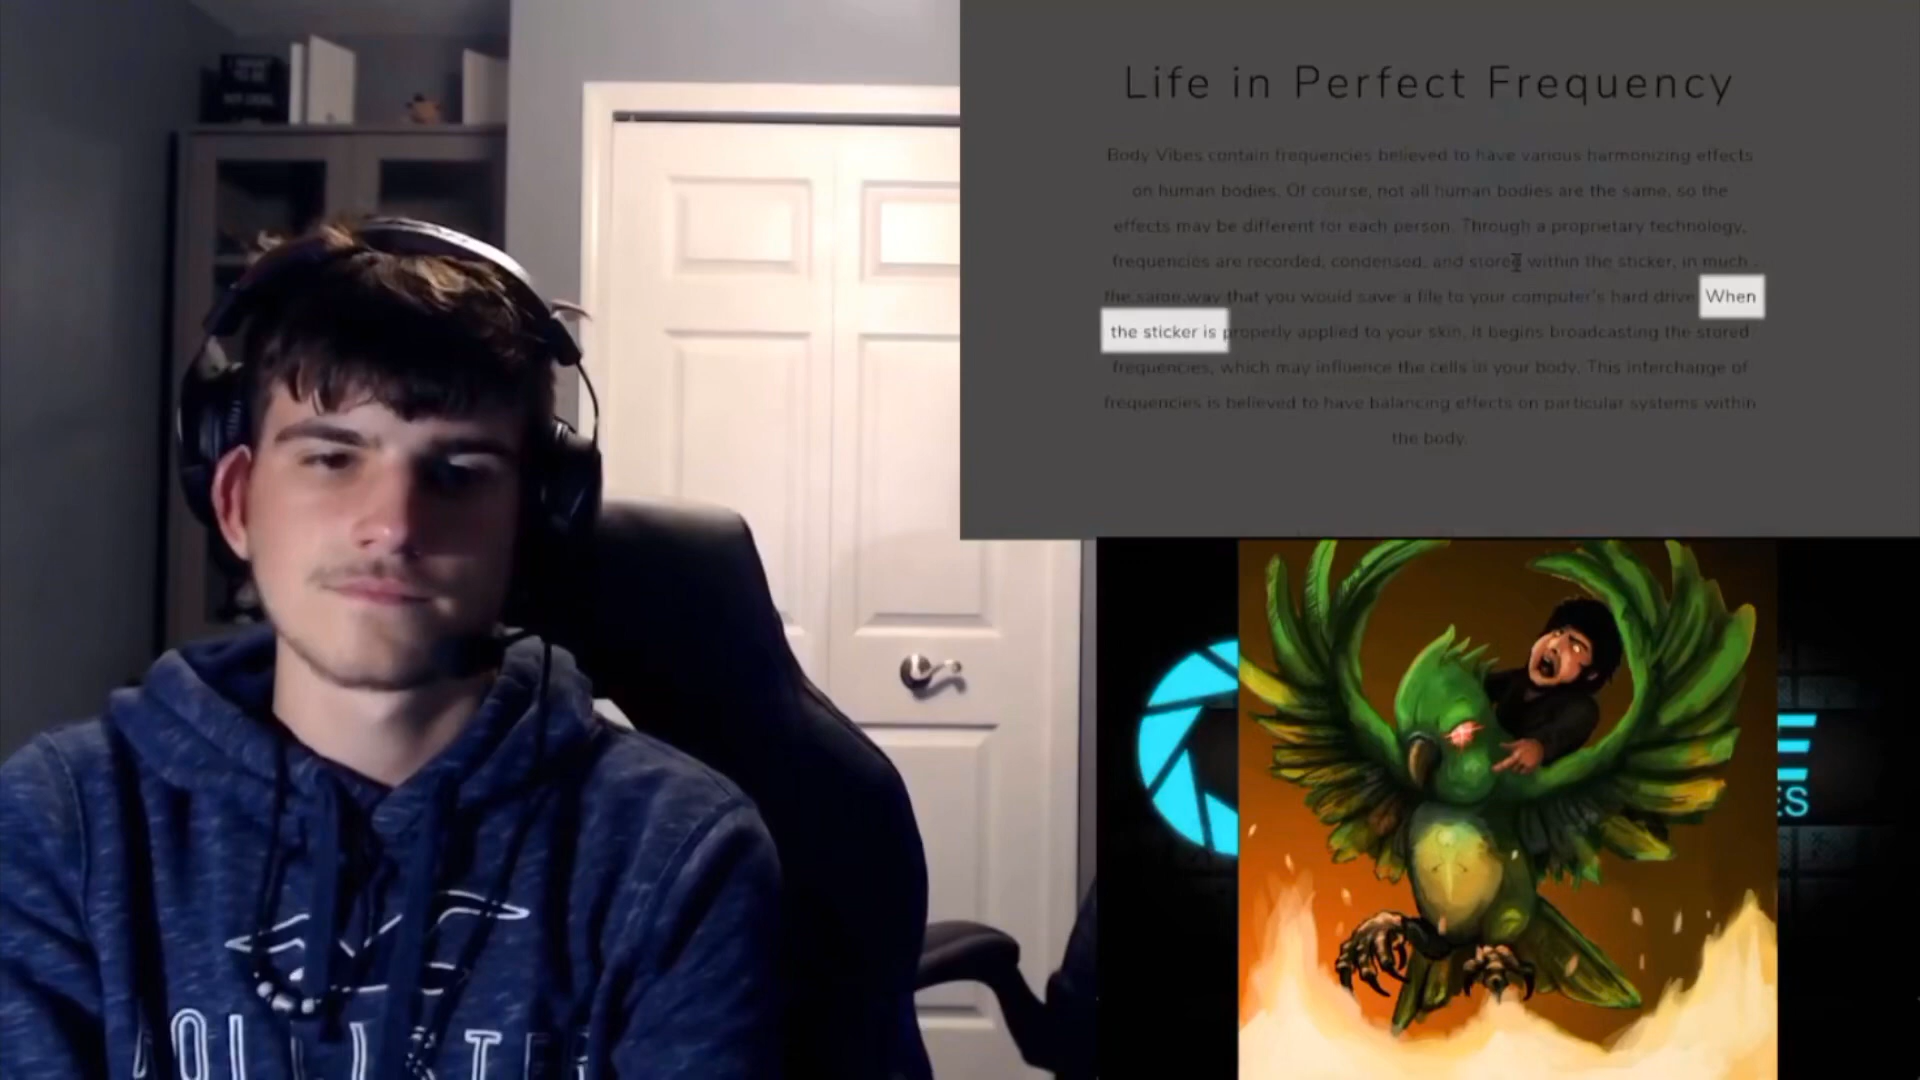 Life in Perfect Frequency
Body Vibes contain frequencies believed to have various harmonizing effects
on human bodies. Of course, not all human bodies are the same, so the
effects may be different for each person. Through a proprietary technology,
frequencies are recorded, condensed, and stored within the sticker, in much
the same way that you would save a file to your computer's hard drive. When
the sticker is properly applied to your skin, it begins broadcasting the stored
frequencies, which may influence the cells in your body. This interchange of
frequencies is believed to have balancing effects on particular systems within
the body.
ES